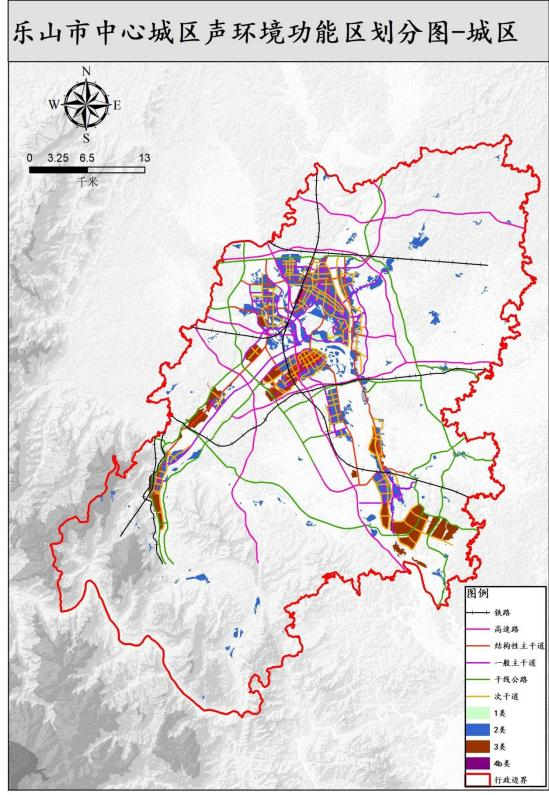 乐山市中心城区声环境功能区划分图-城区
N
W E
S
0 3.25 6.5 13
千米
图例
铁路
高速路
结构性主干道
一般主干道
干线公路
次干道
1类
2类
3类
4b类
行政边界